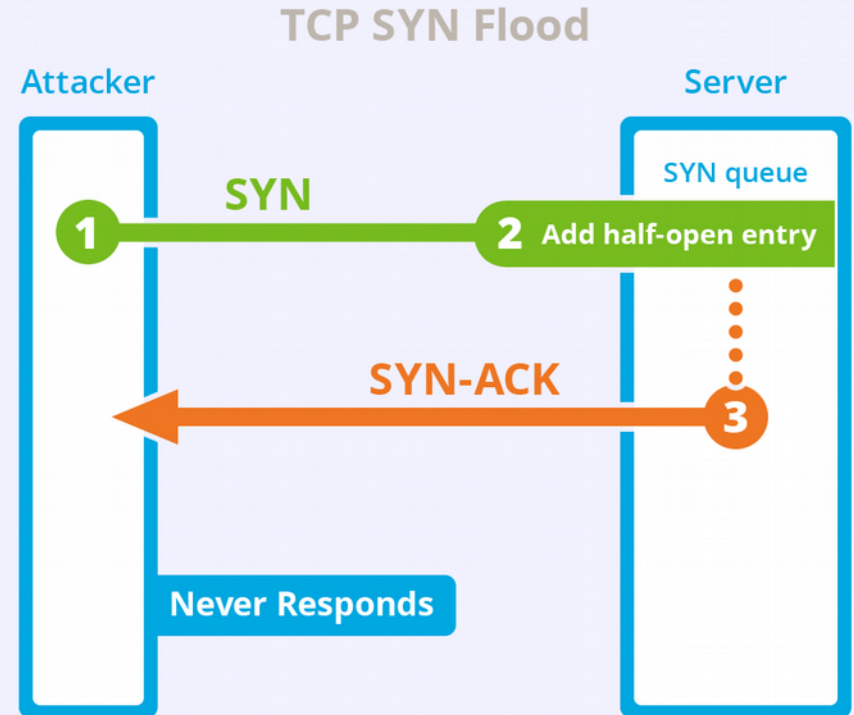 TCP SYN Flood
Attacker
Server
SYN queue
SYN
1
2 Add half-open entry
SYN-ACK
3
Never Responds